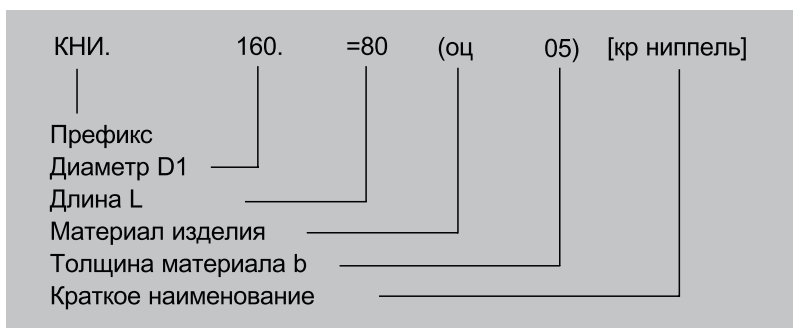 КНИ. 160. =80 (оц 05) [кр ниппель]
Префикс
Диаметр D1
Длина L
Материал изделия
Толщина материала b
Краткое наименование